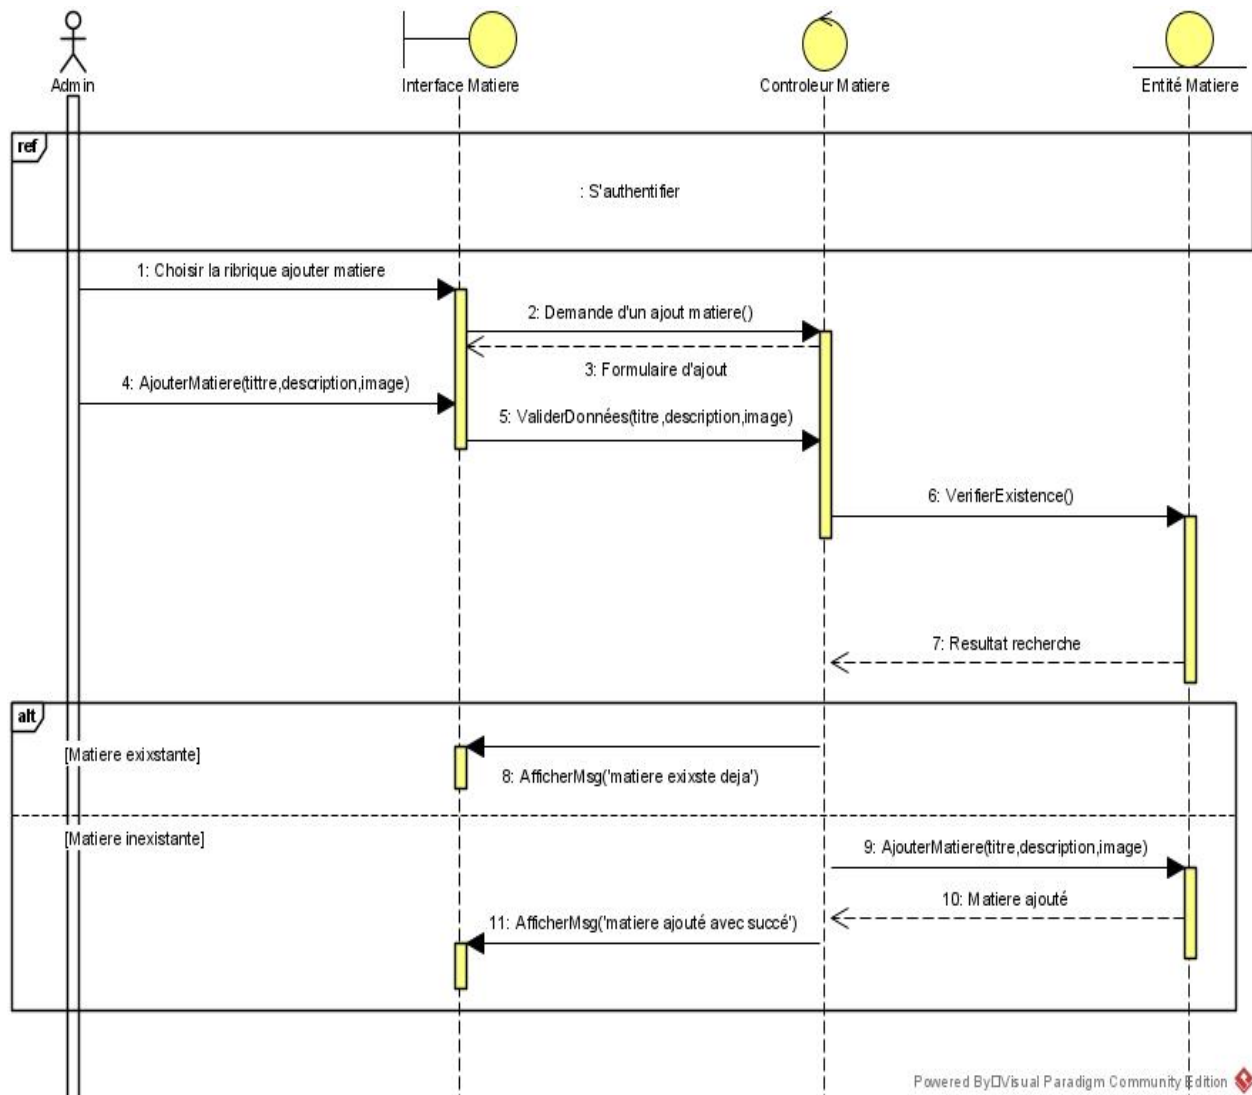 Admin
Interface Matiere
Controleur Matiere
Entité Matiere
ref
: S'authentifier
1: Choisir la ribrique ajouter matiere
2: Demande d'un ajout matiere()
3: Formulaire d'ajout
4: AjouterMatiere(tittre,description,image)
5: ValiderDonnées(titre,description,image)
6: VerifierExistence()
7: Resultat recherche
alt
[Matiere exixstante]
8: AfficherMsg('matiere exixste deja')
[Matiere inexistante]
9: AjouterMatiere(titre,description,image)
10: Matiere ajouté
11: AfficherMsg('matiere ajouté avec succé')
Powered By□Visual Paradigm Community Edition